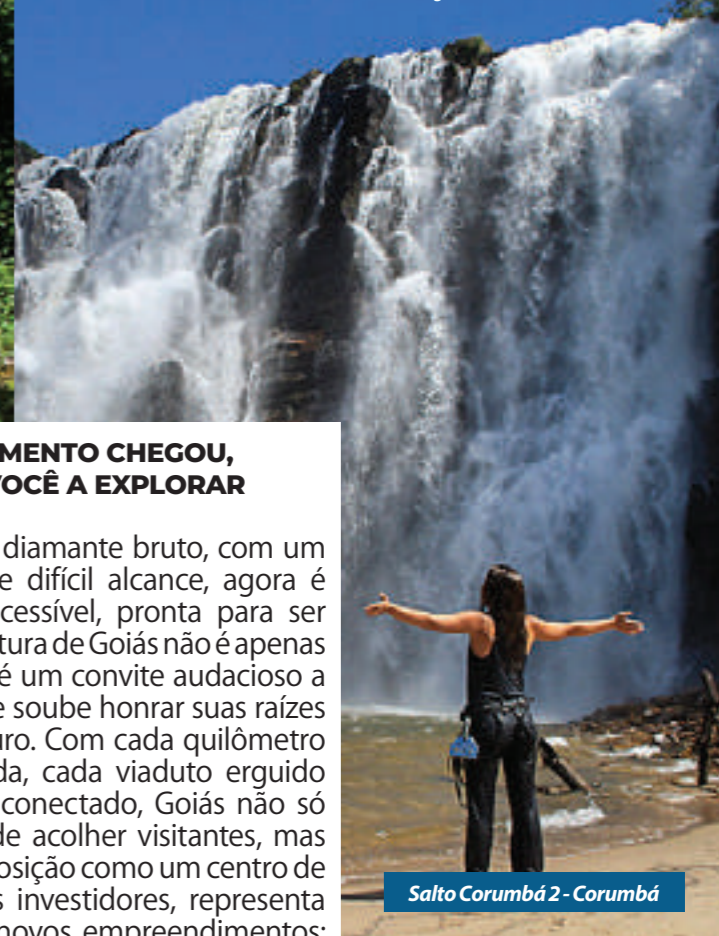 MENTO CHEGOU,
VOCÊ A EXPLORAR
diamante bruto, com um
e difícil alcance, agora é
cessível, pronta para ser
tura de Goiás não é apenas
é um convite audacioso a
e soube honrar suas raízes
uro. Com cada quilômetro
da, cada viaduto erguido
conectado, Goiás não só
de acolher visitantes, mas
osição como um centro de
s investidores, representa
novos empreendimentos:
Salto Corumbá 2 - Corumbá